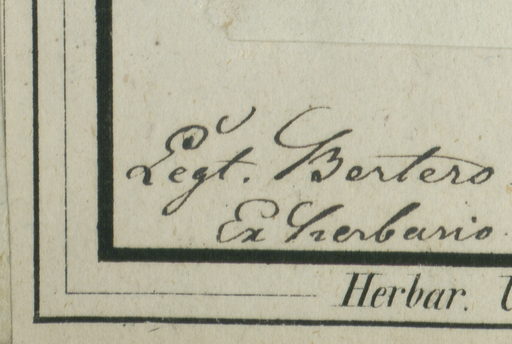 Legt. Bertero
Ex Herbario
Herbar.